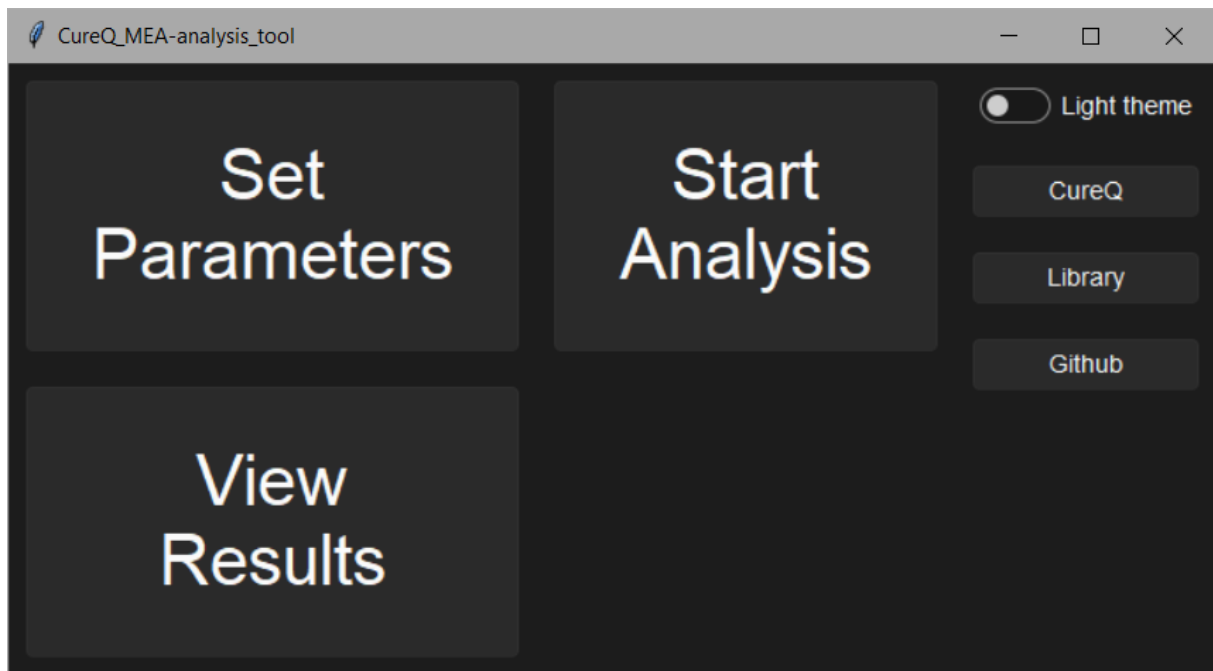 CureQ_MEA-analysis_tool
Set
Parameters
Start
Analysis
Light theme
CureQ
Library
Github
View
Results